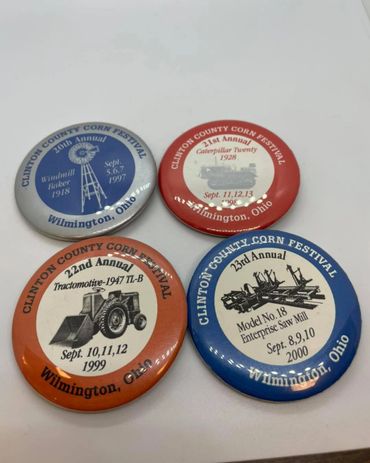 CLINTON COUNTY CORN FESTIVAL
20th Annual
Windmill
Baker
1918
Sept.
5,6,7
1997
Wilmington, Ohio
CLINTON COUNTY CORN FESTIVAL
21st Annual
Caterpillar Twenty
1928
Sept. 11,12,13
1998
Wilmington, Ohio
CLINTON COUNTY CORN FESTIVAL
22nd Annual
Tractomotive-1947 TL-B
Sept. 10,11,12
1999
Wilmington, Ohio
CLINTON COUNTY CORN FESTIVAL
23rd Annual
Model No. 18
Enterprise Saw Mill
Sept. 8,9,10
2000
Wilmington, Ohio